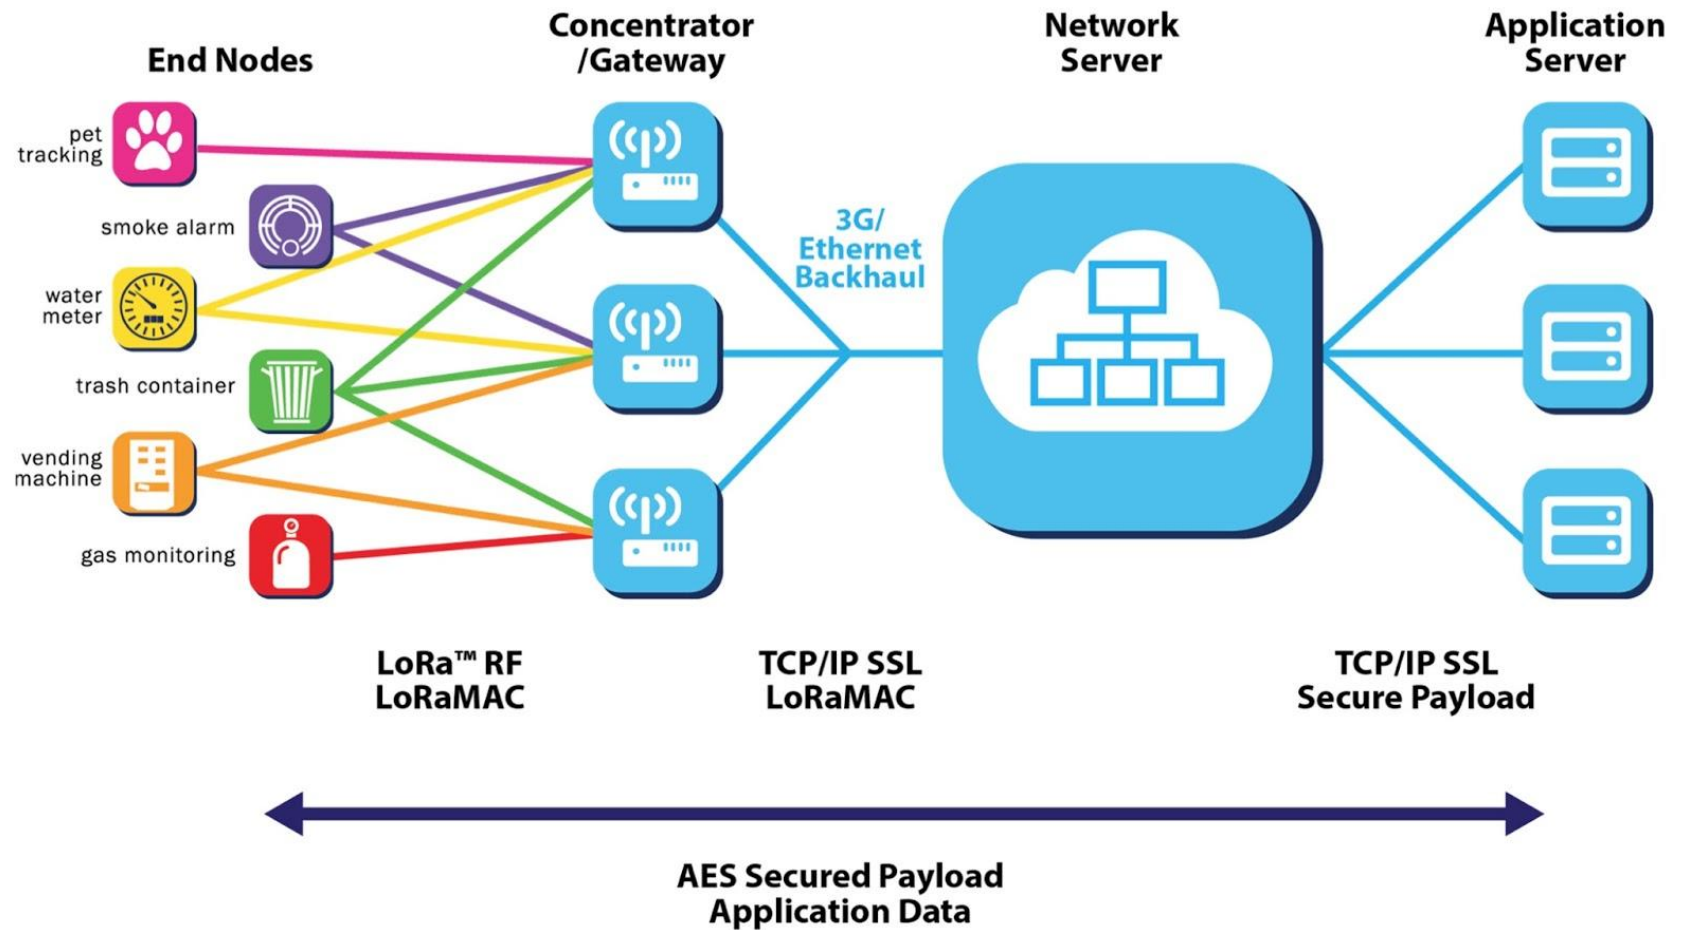 End Nodes
Concentrator
/Gateway
Network
Server
Application
Server
pet
tracking
smoke alarm
water
meter
trash container
vending
machine
gas monitoring
3G/
Ethernet
Backhaul
LoRa™ RF
LoRaMAC
TCP/IP SSL
LoRaMAC
TCP/IP SSL
Secure Payload
AES Secured Payload
Application Data